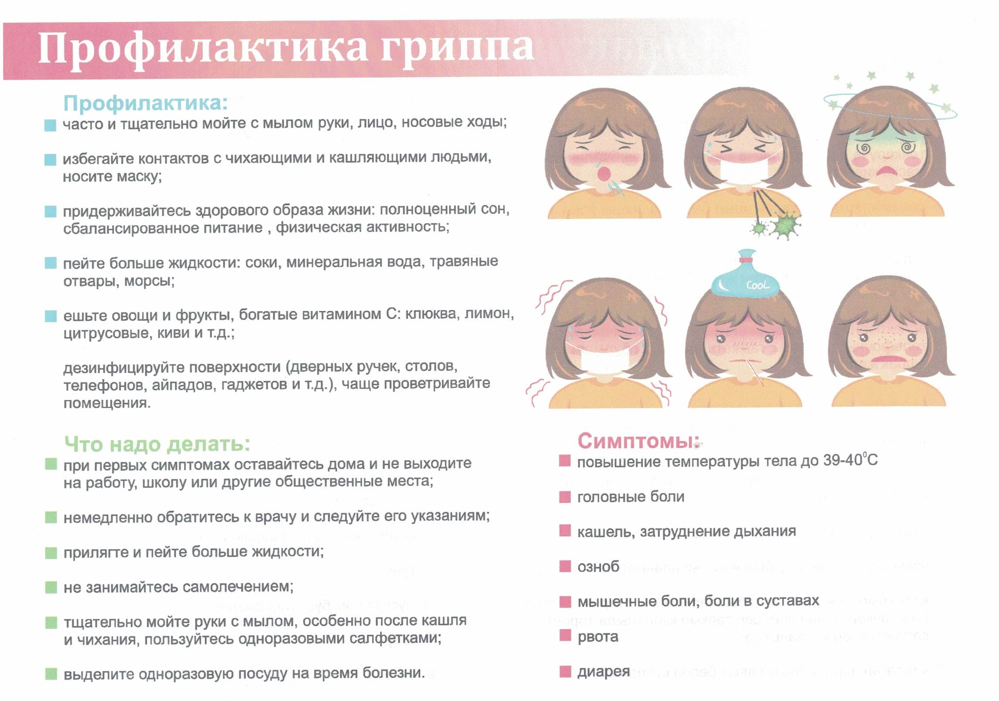 Профилактика гриппа
Профилактика:
часто и тщательно мойте с мылом руки, лицо, носовые ходы;
избегайте контактов с чихающими и кашляющими людьми,
носите маску;
придерживайтесь здорового образа жизни: полноценный сон,
сбалансированное питание , физическая активность;
пейте больше жидкости: соки, минеральная вода, травяные
отвары, морсы;
ешьте овощи и фрукты, богатые витамином С: клюква, лимон,
цитрусовые, киви и т.д.;
дезинфицируйте поверхности (дверных ручек, столов,
телефонов, айпадов, гаджетов и т.д.), чаще проветривайте
помещения.
Что надо делать:
при первых симптомах оставайтесь дома и не выходите
на работу, школу или другие общественные места;
немедленно обратитесь к врачу и следуйте его указаниям;
прилягте и пейте больше жидкости;
не занимайтесь самолечением;
тщательно мойте руки с мылом, особенно после кашля
и чихания, пользуйтесь одноразовыми салфетками;
выделите одноразовую посуду на время болезни.
COOL
Симптомы:
повышение температуры тела до 39-40⁰С
головные боли
кашель, затруднение дыхания
озноб
мышечные боли, боли в суставах
рвота
диарея